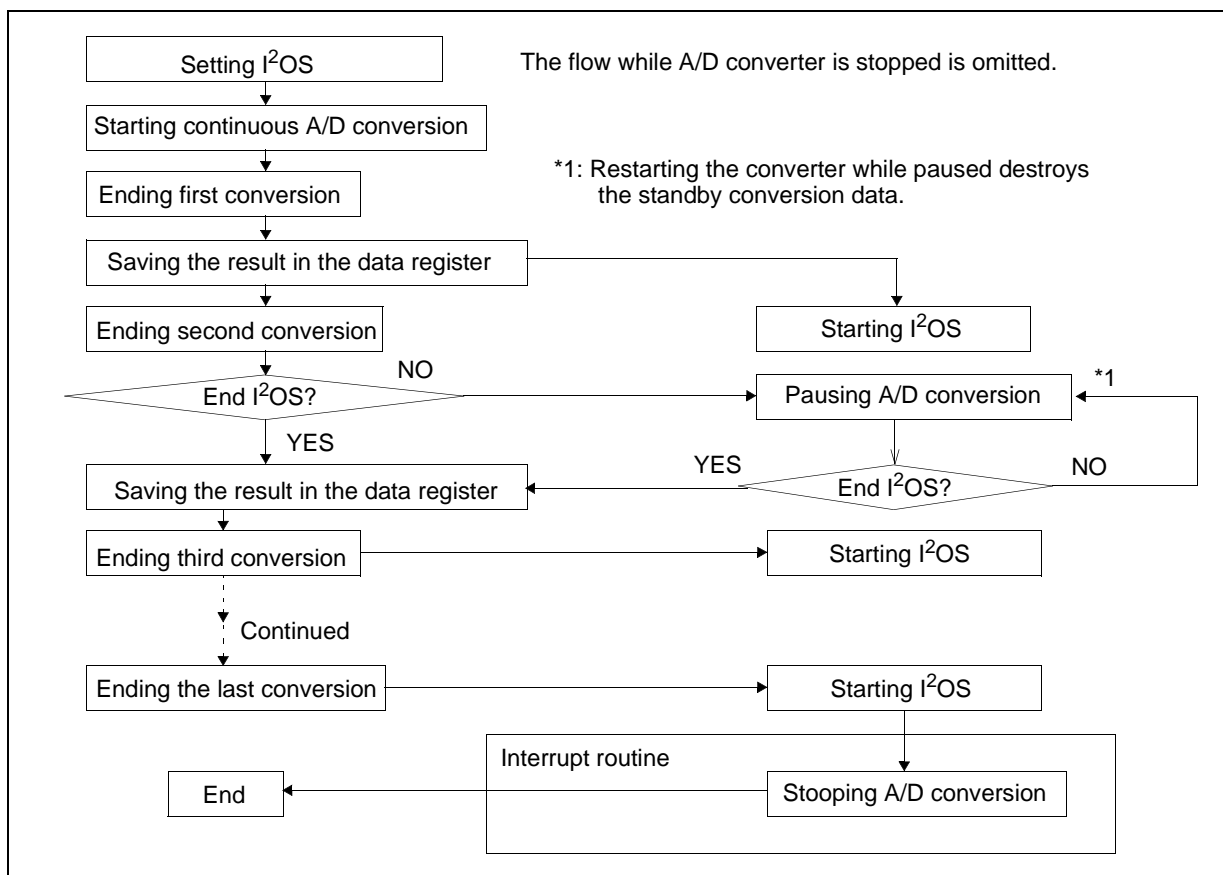 Setting I²OS
The flow while A/D converter is stopped is omitted.
Starting continuous A/D conversion
*1: Restarting the converter while paused destroys
the standby conversion data.
Ending first conversion
Saving the result in the data register
Ending second conversion
Starting I²OS
NO
End I²OS?
Pausing A/D conversion
*1
YES
YES
NO
Saving the result in the data register
End I²OS?
Ending third conversion
Starting I²OS
Continued
Ending the last conversion
Starting I²OS
Interrupt routine
End
Stooping A/D conversion